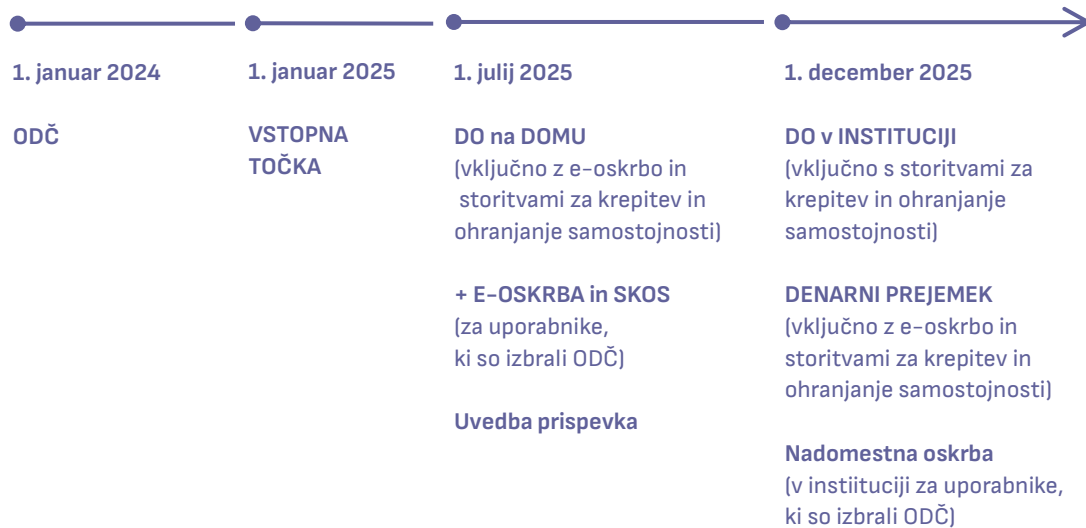 1. januar 2024
ODČ
1. januar 2025
VSTOPNA
TOČKA
1. julij 2025
DO na DOMU
(vključno z e-oskrbo in
storitvami za krepitev in
ohranjanje samostojnosti)
+ E-OSKRBA in SKOS
(za uporabnike,
ki so izbrali ODČ)
Uvedba prispevka
1. december 2025
DO v INSTITUCIJI
(vključno s storitvami za
krepitev in ohranjanje
samostojnosti)
DENARNI PREJEMEK
(vključno z e-oskrbo in
storitvami za krepitev in
ohranjanje samostojnosti)
Nadomestna oskrba
(v instiituciji za uporabnike,
ki so izbrali ODČ)